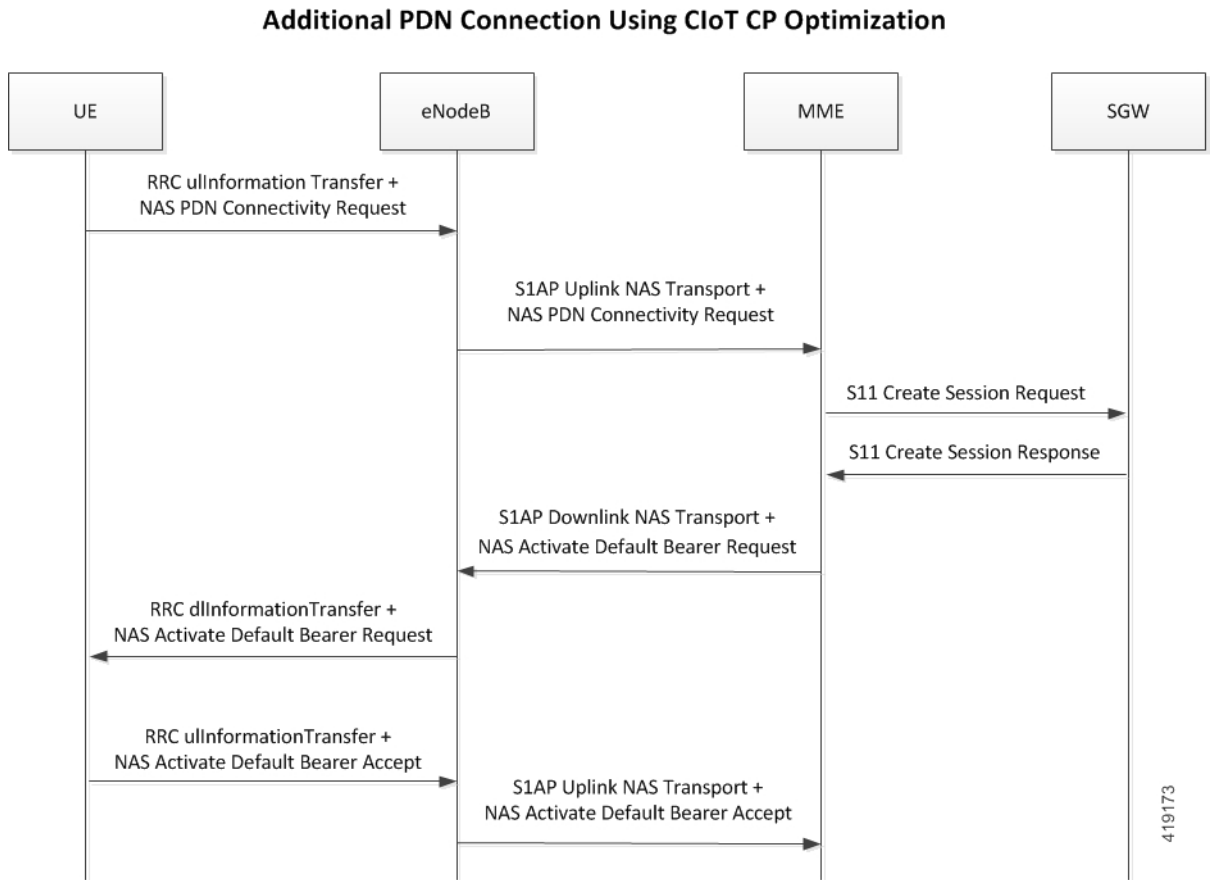 Additional PDN Connection Using CIoT CP Optimization
UE
eNodeB
MME
SGW
RRC ulInformation Transfer +
NAS PDN Connectivity Request
S1AP Uplink NAS Transport +
NAS PDN Connectivity Request
S11 Create Session Request
S11 Create Session Response
S1AP Downlink NAS Transport +
NAS Activate Default Bearer Request
RRC dlInformationTransfer +
NAS Activate Default Bearer Request
RRC ulInformationTransfer +
NAS Activate Default Bearer Accept
S1AP Uplink NAS Transport +
NAS Activate Default Bearer Accept
419173